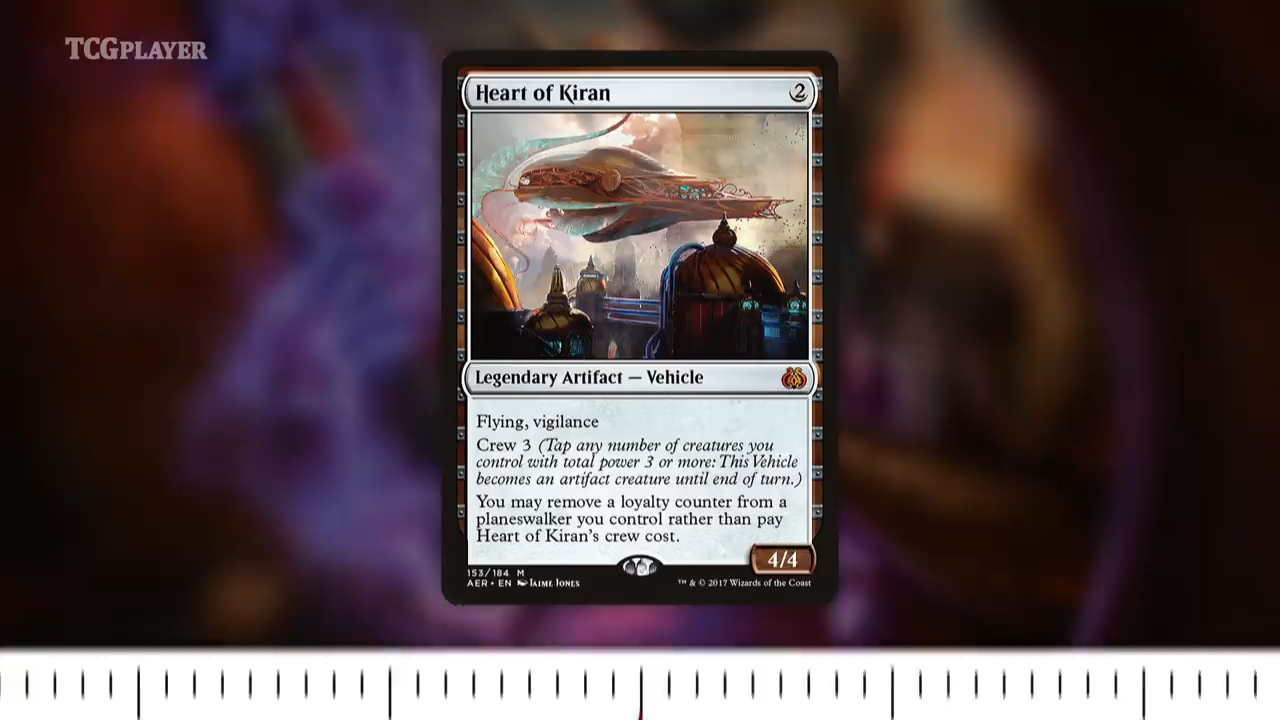 TCGPLAYER
Heart of Kiran 2
Legendary Artifact — Vehicle
Flying, vigilance
Crew 3 (Tap any number of creatures you
control with total power 3 or more: This Vehicle
becomes an artifact creature until end of turn.)
You may remove a loyalty counter from a
planeswalker you control rather than pay
Heart of Kiran's crew cost.
4/4
153/184 M
AER • EN JAIME JONES
™ & © 2017 Wizards of the Coast